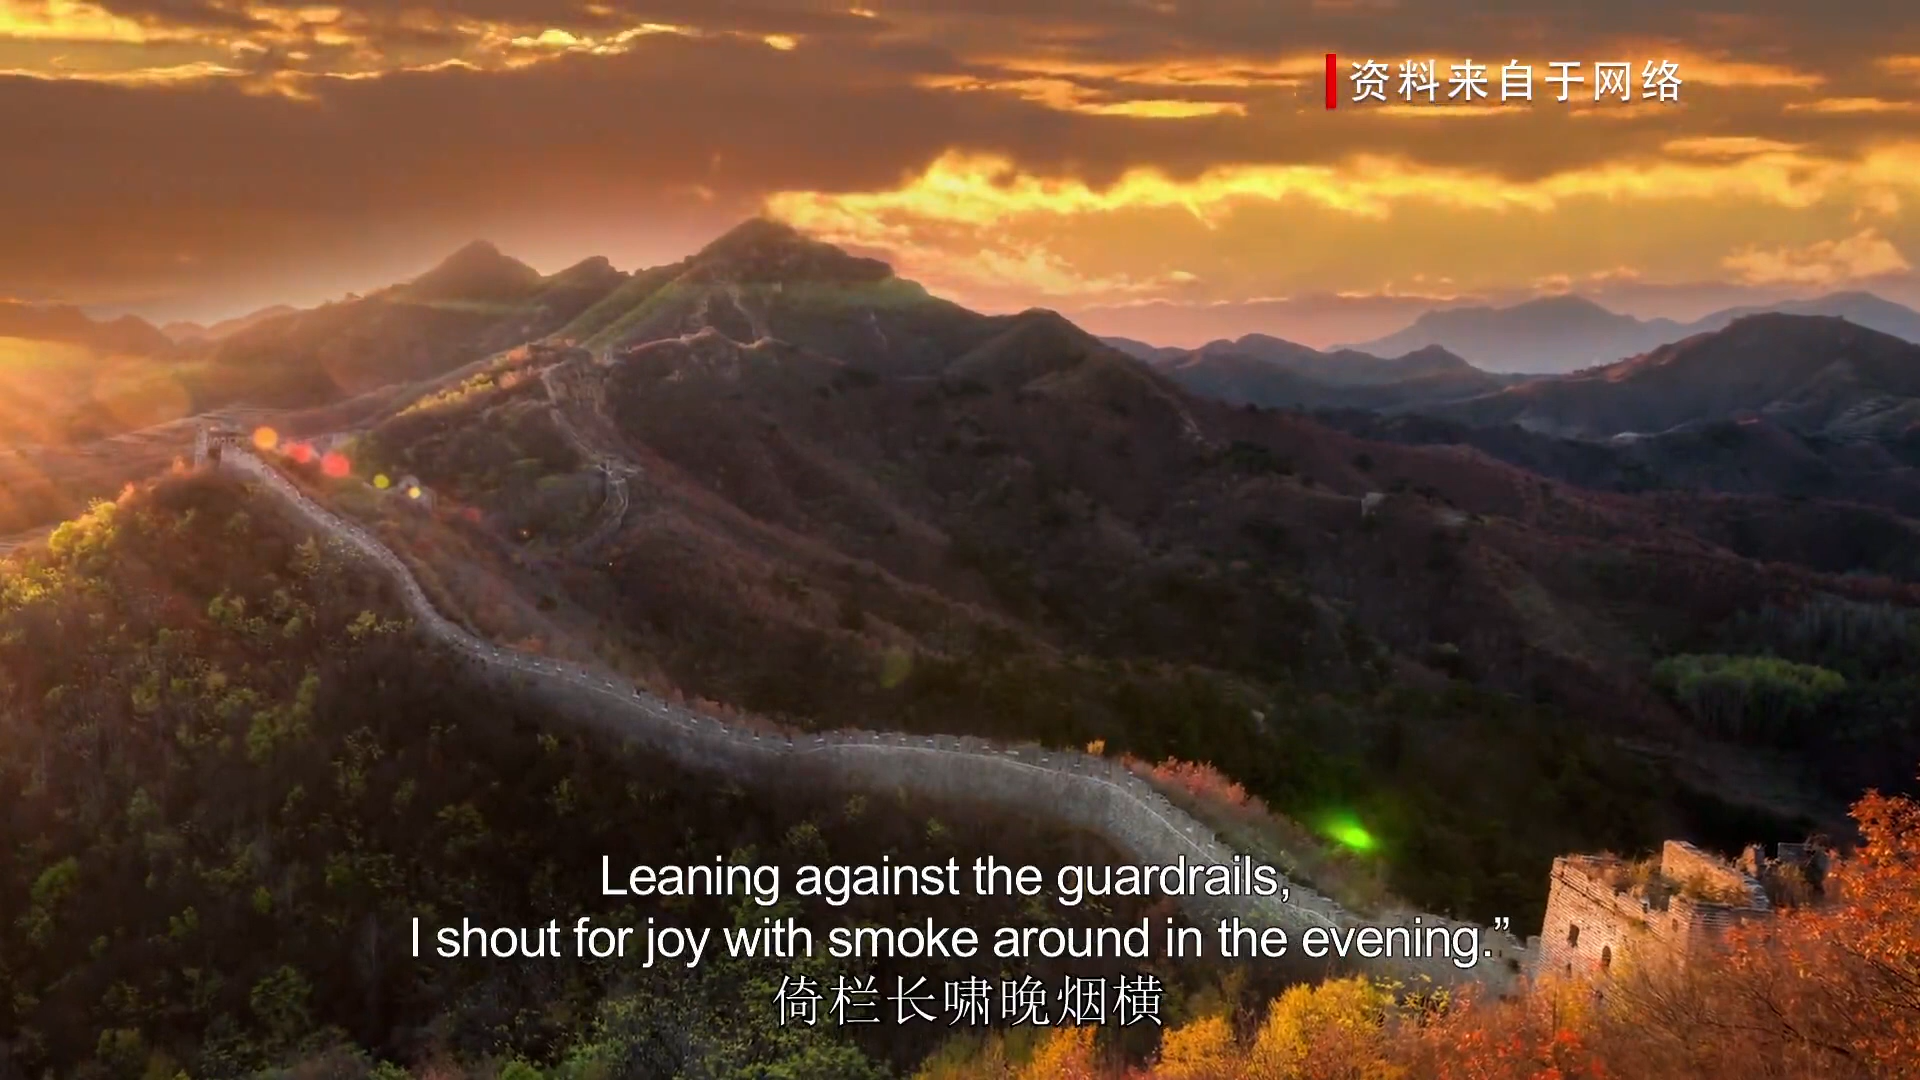 资料来自于网络
Leaning against the guardrails,
I shout for joy with smoke around in the evening.”
倚栏长啸晚烟横